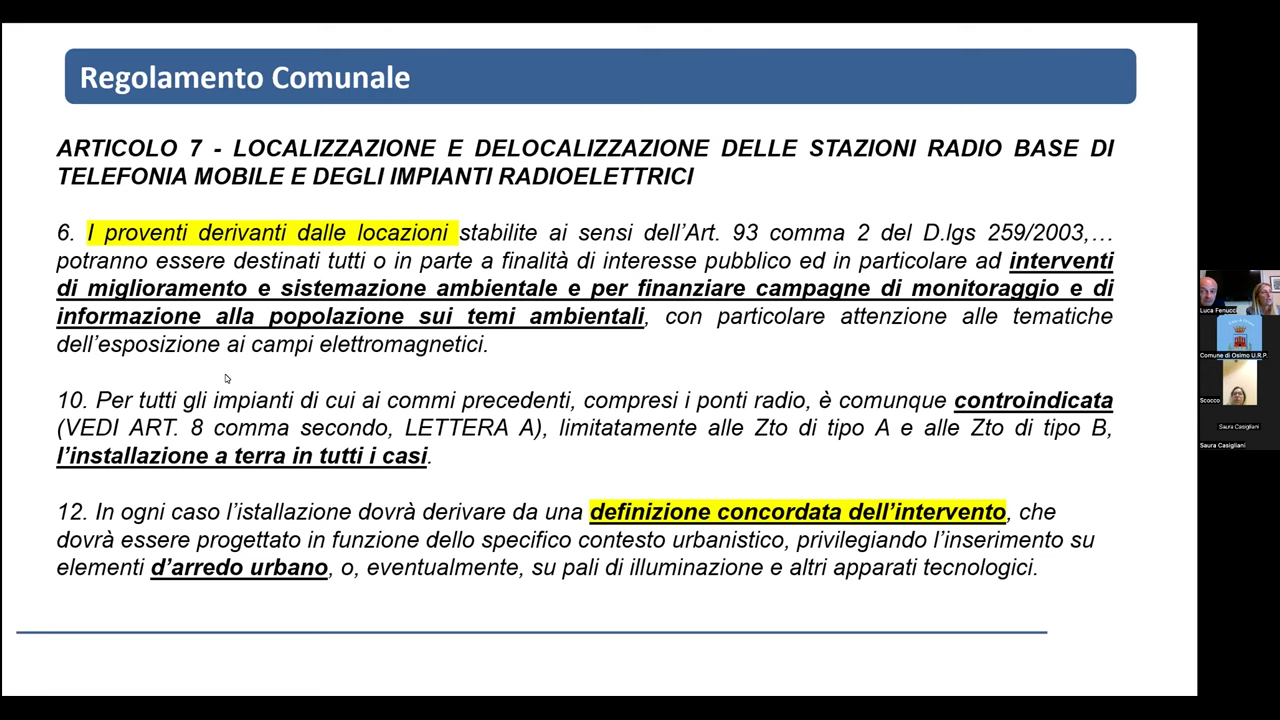 Regolamento Comunale
ARTICOLO 7 - LOCALIZZAZIONE E DELOCALIZZAZIONE DELLE STAZIONI RADIO BASE DI
TELEFONIA MOBILE E DEGLI IMPIANTI RADIOELETTRICI
6. I proventi derivanti dalle locazioni stabilite ai sensi dell’Art. 93 comma 2 del D.lgs 259/2003,…
potranno essere destinati tutti o in parte a finalità di interesse pubblico ed in particolare ad interventi
di miglioramento e sistemazione ambientale e per finanziare campagne di monitoraggio e di
informazione alla popolazione sui temi ambientali, con particolare attenzione alle tematiche
dell’esposizione ai campi elettromagnetici.
10. Per tutti gli impianti di cui ai commi precedenti, compresi i ponti radio, è comunque controindicata
(VEDI ART. 8 comma secondo, LETTERA A), limitatamente alle Zto di tipo A e alle Zto di tipo B,
l’installazione a terra in tutti i casi.
12. In ogni caso l’istallazione dovrà derivare da una definizione concordata dell’intervento, che
dovrà essere progettato in funzione dello specifico contesto urbanistico, privilegiando l’inserimento su
elementi d’arredo urbano, o, eventualmente, su pali di illuminazione e altri apparati tecnologici.
Luca Fenucci
Comune di Osimo U.R.P.
Scocco
Saura Casigliani
Saura Casigliani